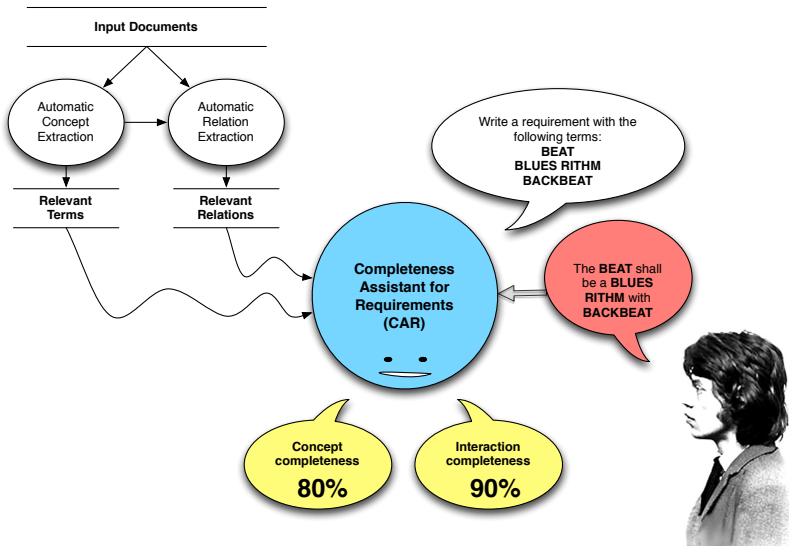 Input Documents
Automatic
Concept
Extraction
Automatic
Relation
Extraction
Relevant
Terms
Relevant
Relations
Write a requirement with the
following terms:
BEAT
BLUES RITHM
BACKBEAT
Completeness
Assistant for
Requirements
(CAR)
The BEAT shall
be a BLUES
RITHM with
BACKBEAT
Concept
completeness
80%
Interaction
completeness
90%